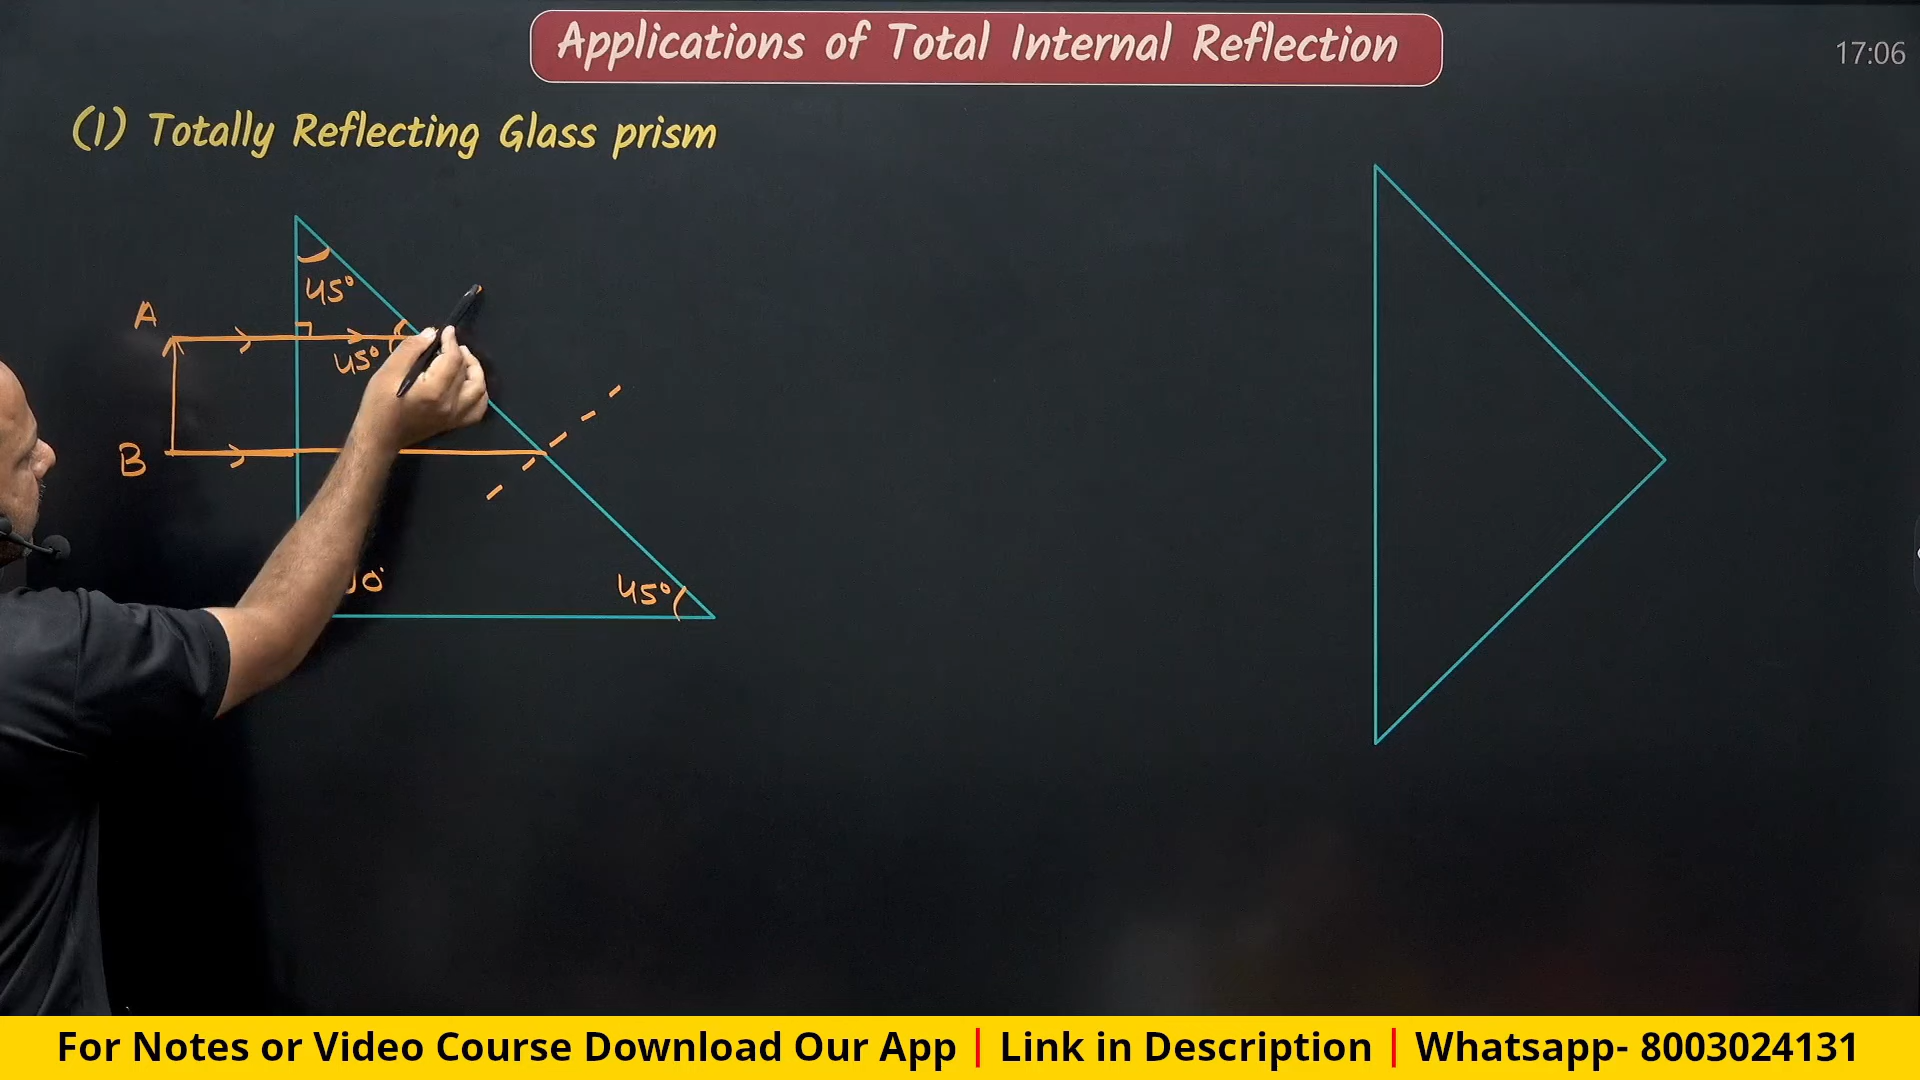 Applications of Total Internal Reflection
17:06
(1) Totally Reflecting Glass prism
45°
A
45°
B
45°
For Notes or Video Course Download Our App | Link in Description | Whatsapp- 8003024131